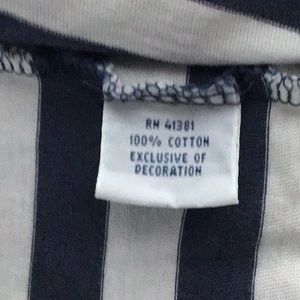 RN 41381
100% COTTON
EXCLUSIVE OF
DECORATION